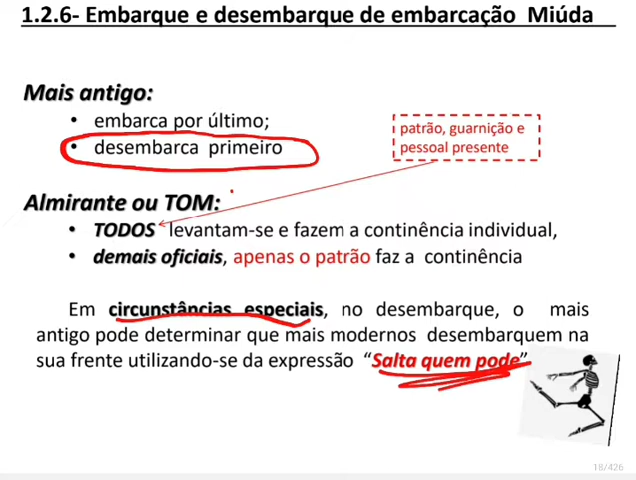 1.2.6- Embarque e desembarque de embarcação Miúda
Mais antigo:
• embarca por último;
• desembarca primeiro
patrão, guarnição e
pessoal presente
Almirante ou TOM:
• TODOS levantam-se e fazem a continência individual,
• demais oficiais, apenas o patrão faz a continência
Em circunstâncias especiais, no desembarque, o mais
antigo pode determinar que mais modernos desembarquem na
sua frente utilizando-se da expressão “Salta quem pode”
18/426